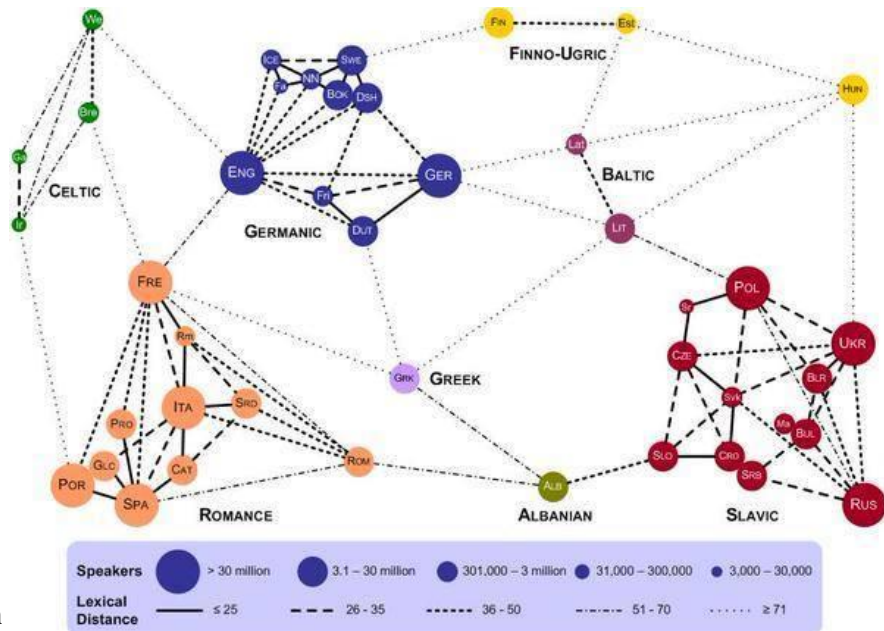 We
Bre
Ga
Ir
CELTIC
ICE
SWE
Fa
NN
BOK
DSH
ENG
GER
Fri
DUT
GERMANIC
FIN
Est
FINNO-UGRIC
HUN
Lat
BALTIC
LIT
FRE
Rm
ITA
SRD
PRO
GLC
CAT
POR
SPA
ROM
ROMANCE
GRK
GREEK
ALB
ALBANIAN
POL
Sr
CZE
UKR
BLR
Svk
Ma
BUL
SLO
CRO
SRB
RUS
SLAVIC
Speakers > 30 million 3.1 – 30 million 301,000 – 3 million 31,000 – 300,000 3,000 – 30,000
Lexical Distance ≤ 25 26 - 35 36 - 50 51 - 70 ≥ 71